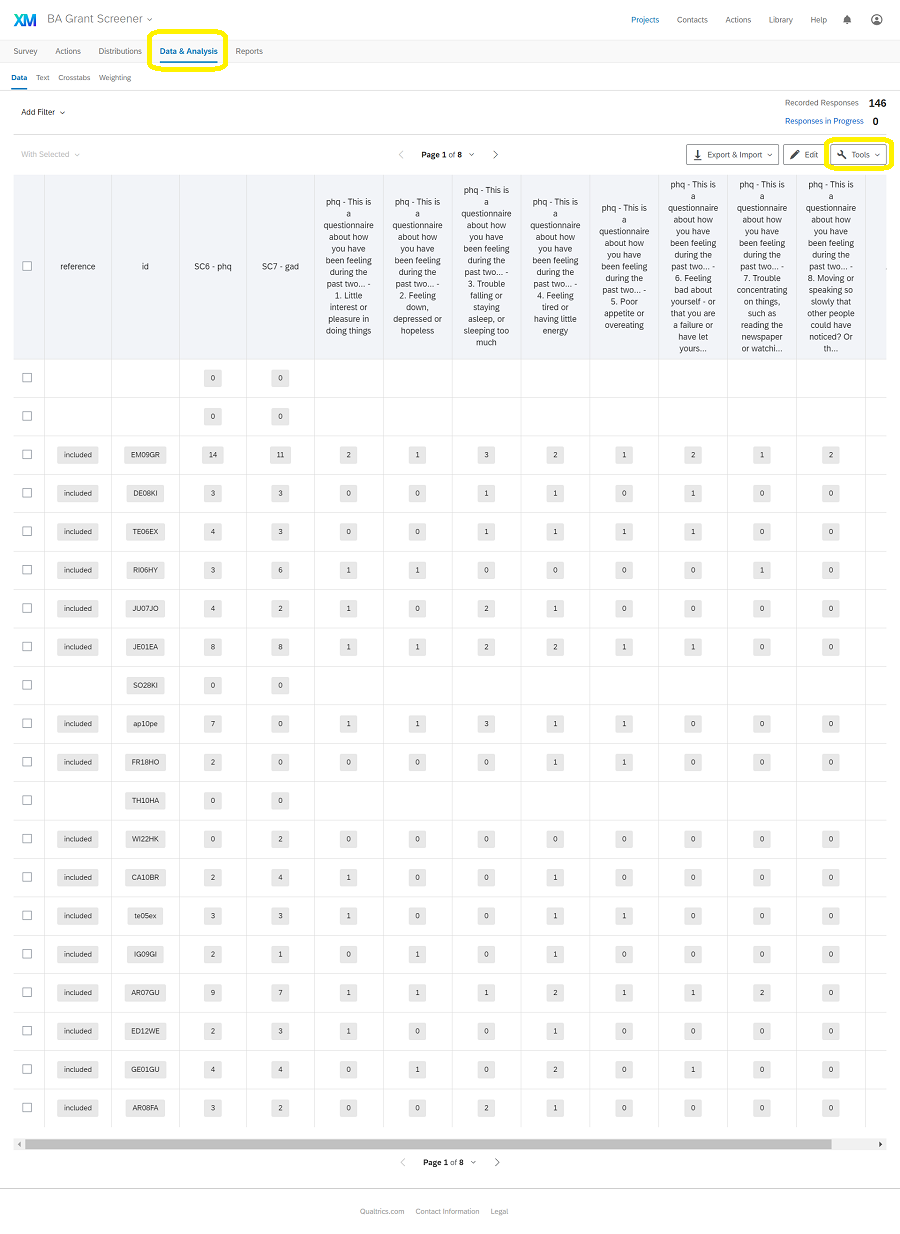 XM BA Grant Screener
Projects Contacts Actions Library Help
Survey Actions Distributions Data & Analysis Reports
Data Text Crosstabs Weighting
Add Filter
Recorded Responses 146
Responses in Progress 0
With Selected
Page 1 of 8
Export & Import Edit Tools
reference
id
SC6 - phq
SC7 - gad
phq - This is
a
questionnaire
about how
you have
been feeling
during the
past two... -
1. Little
interest or
pleasure in
doing things
phq - This is
a
questionnaire
about how
you have
been feeling
during the
past two... -
2. Feeling
down,
depressed or
hopeless
phq - This is
a
questionnaire
about how
you have
been feeling
during the
past two... -
3. Trouble
falling or
staying
asleep, or
sleeping too
much
phq - This is
a
questionnaire
about how
you have
been feeling
during the
past two... -
4. Feeling
tired or
having little
energy
phq - This is
a
questionnaire
about how
you have
been feeling
during the
past two... -
5. Poor
appetite or
overeating
phq - This is
a
questionnaire
about how
you have
been feeling
during the
past two... -
6. Feeling
bad about
yourself - or
that you are
a failure or
have let
yours...
phq - This is
a
questionnaire
about how
you have
been feeling
during the
past two... -
7. Trouble
concentrating
on things,
such as
reading the
newspaper
or watchi...
phq - This is
a
questionnaire
about how
you have
been feeling
during the
past two... -
8. Moving or
speaking so
slowly that
other people
could have
noticed? Or
th...
0 0
0 0
included EM09GR 14 11 2 1 3 2 1 2 1 2
included DE08KI 3 3 0 0 1 1 0 1 0 0
included TE06EX 4 3 0 0 1 1 1 1 0 0
included RI06HY 3 6 1 1 0 0 0 0 1 0
included JU07JO 4 2 1 0 2 1 0 0 0 0
included JE01EA 8 8 1 1 2 2 1 1 0 0
SO28KI 0 0
included ap10pe 7 0 1 1 3 1 1 0 0 0
included FR18HO 2 0 0 0 0 1 1 0 0 0
TH10HA 0 0
included WI22HK 0 2 0 0 0 0 0 0 0 0
included CA10BR 2 4 1 0 0 1 0 0 0 0
included te05ex 3 3 1 0 0 1 1 0 0 0
included IG09GI 2 1 0 1 0 1 0 0 0 0
included AR07GU 9 7 1 1 1 2 1 1 2 0
included ED12WE 2 3 1 0 0 1 0 0 0 0
included GE01GU 4 4 0 1 0 2 0 1 0 0
included AR08FA 3 2 0 0 2 1 0 0 0 0
Page 1 of 8
Qualtrics.com Contact Information Legal